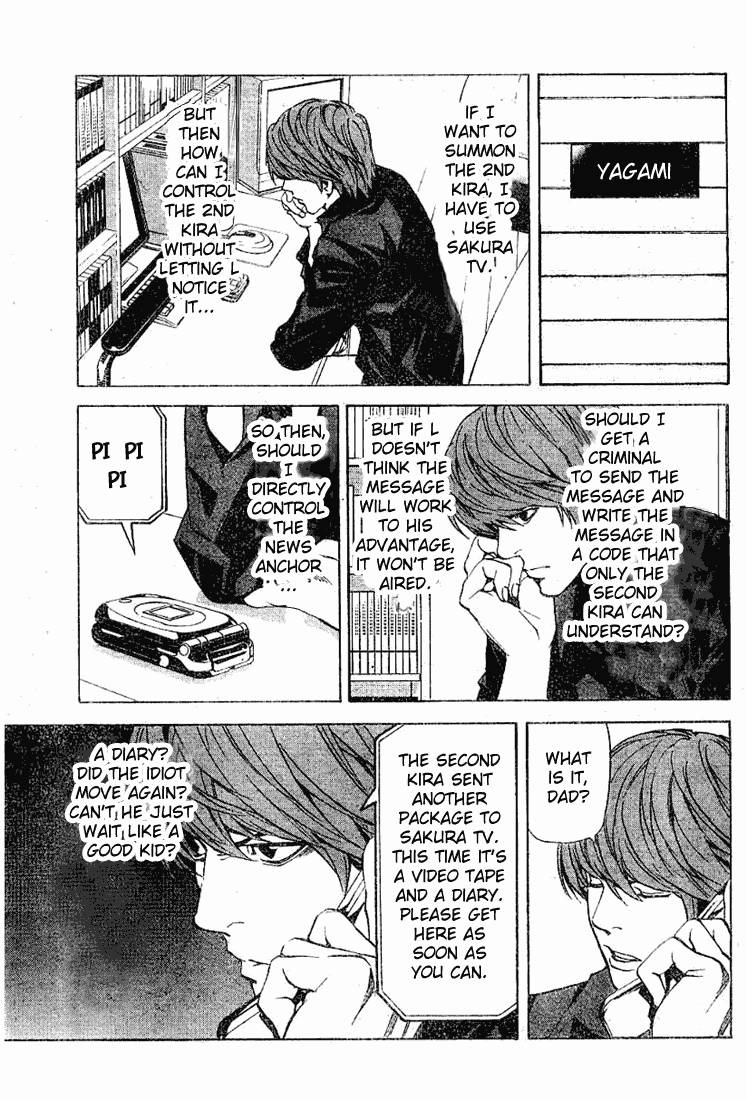 YAGAMI
IF I
WANT TO
SUMMON
THE 2ND
KIRA, I
HAVE TO
USE
SAKURA
TV.
BUT
THEN
HOW
CAN I
CONTROL
THE 2ND
KIRA
WITHOUT
LETTING L
NOTICE
IT...
SHOULD I
GET A
CRIMINAL
TO SEND THE
MESSAGE AND
WRITE THE
MESSAGE IN
A CODE THAT
ONLY THE
SECOND
KIRA CAN
UNDERSTAND?
BUT IF L
DOESN'T
THINK THE
MESSAGE
WILL WORK
TO HIS
ADVANTAGE,
IT WON'T BE
AIRED.
SO THEN,
SHOULD
I
DIRECTLY
CONTROL
THE
NEWS
ANCHOR
...
PI PI
PI
WHAT
IS IT,
DAD?
THE SECOND
KIRA SENT
ANOTHER
PACKAGE TO
SAKURA TV.
THIS TIME IT'S
A VIDEO TAPE
AND A DIARY.
PLEASE GET
HERE AS
SOON AS
YOU CAN.
A DIARY?
DID THE IDIOT
MOVE AGAIN?
CAN'T HE JUST
WAIT LIKE A
GOOD KID?